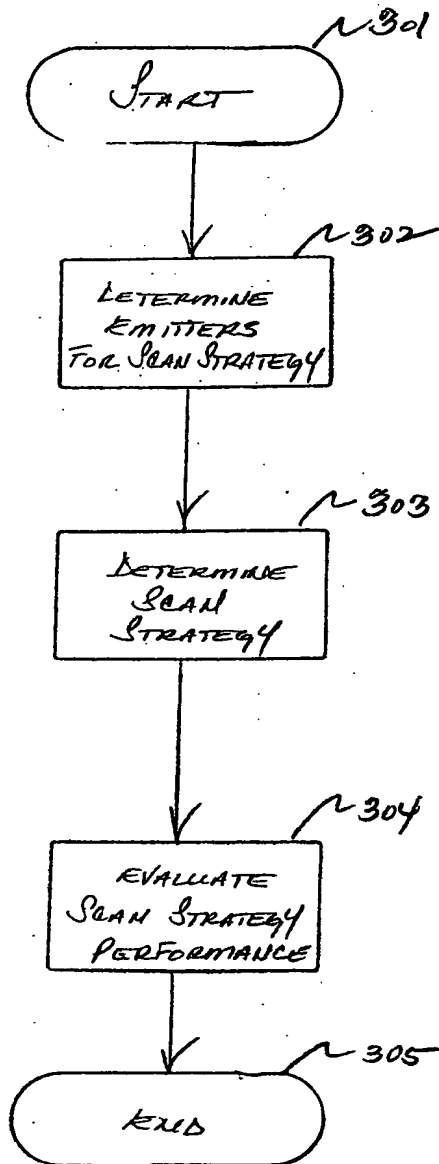 301
START
302
DETERMINE
EMITTERS
FOR SCAN STRATEGY
303
DETERMINE
SCAN
STRATEGY
304
EVALUATE
SCAN STRATEGY
PERFORMANCE
305
END